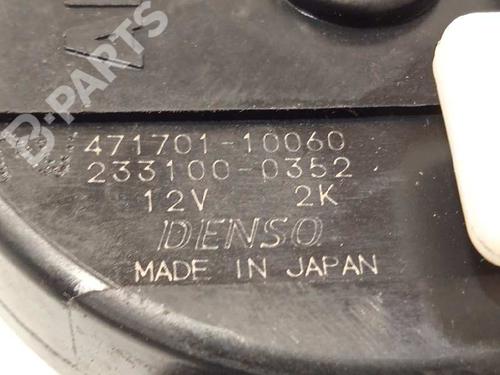 B-PARTS
471701-10060
233100-0352
12V 2K
DENSO
MADE IN JAPAN